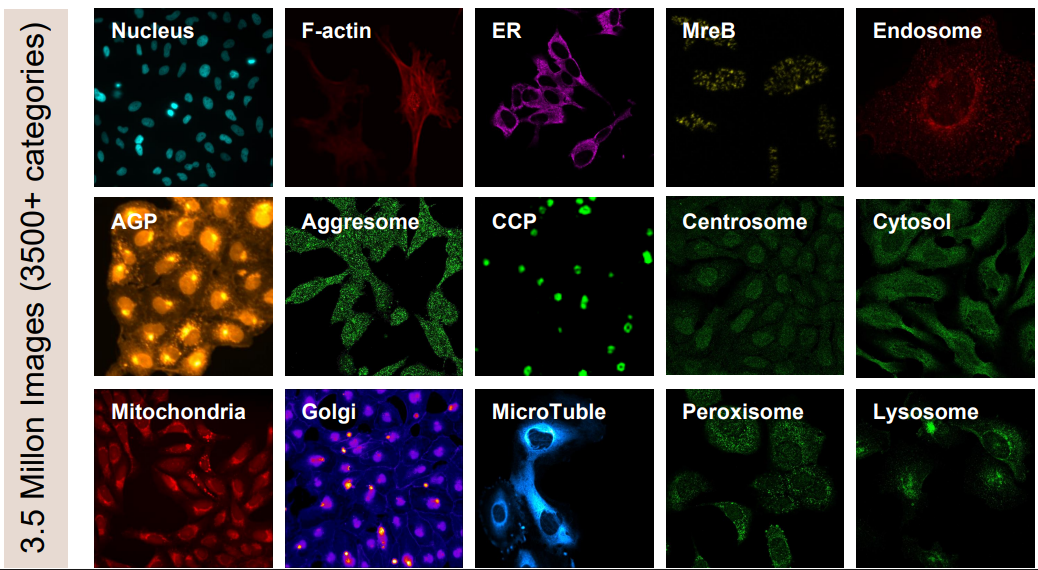 3.5 Millon Images (3500+ categories)
Nucleus
F-actin
ER
MreB
Endosome
AGP
Aggresome
CCP
Centrosome
Cytosol
Mitochondria
Golgi
MicroTuble
Peroxisome
Lysosome